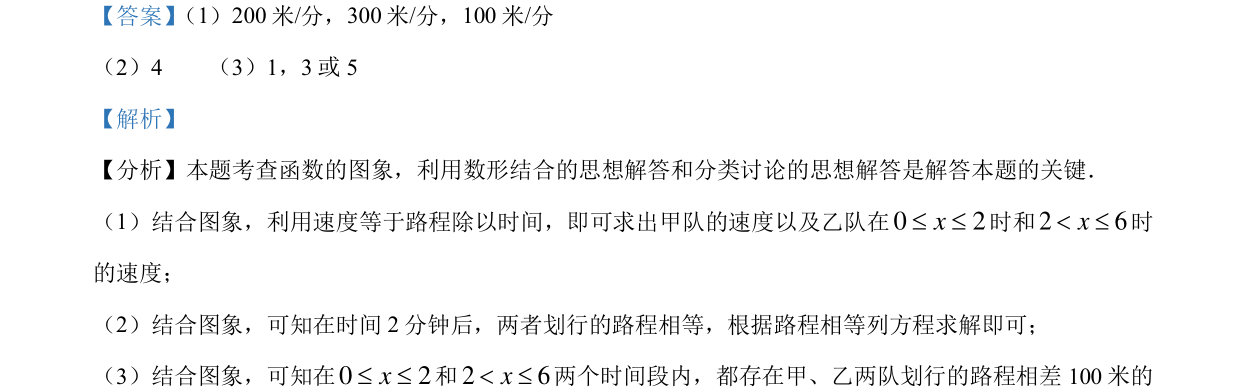 【答案】（1）200 米/分，300 米/分，100 米/分
（2）4 （3）1，3 或 5
【解析】
【分析】本题考查函数的图象，利用数形结合的思想解答和分类讨论的思想解答是解答本题的关键．
（1）结合图象，利用速度等于路程除以时间，即可求出甲队的速度以及乙队在 0 ≤ x ≤ 2 时和 2 < x ≤ 6 时
的速度；
（2）结合图象，可知在时间 2 分钟后，两者划行的路程相等，根据路程相等列方程求解即可；
（3）结合图象，可知在 0 ≤ x ≤ 2 和 2 < x ≤ 6 两个时间段内，都存在甲、乙两队划行的路程相差 100 米的